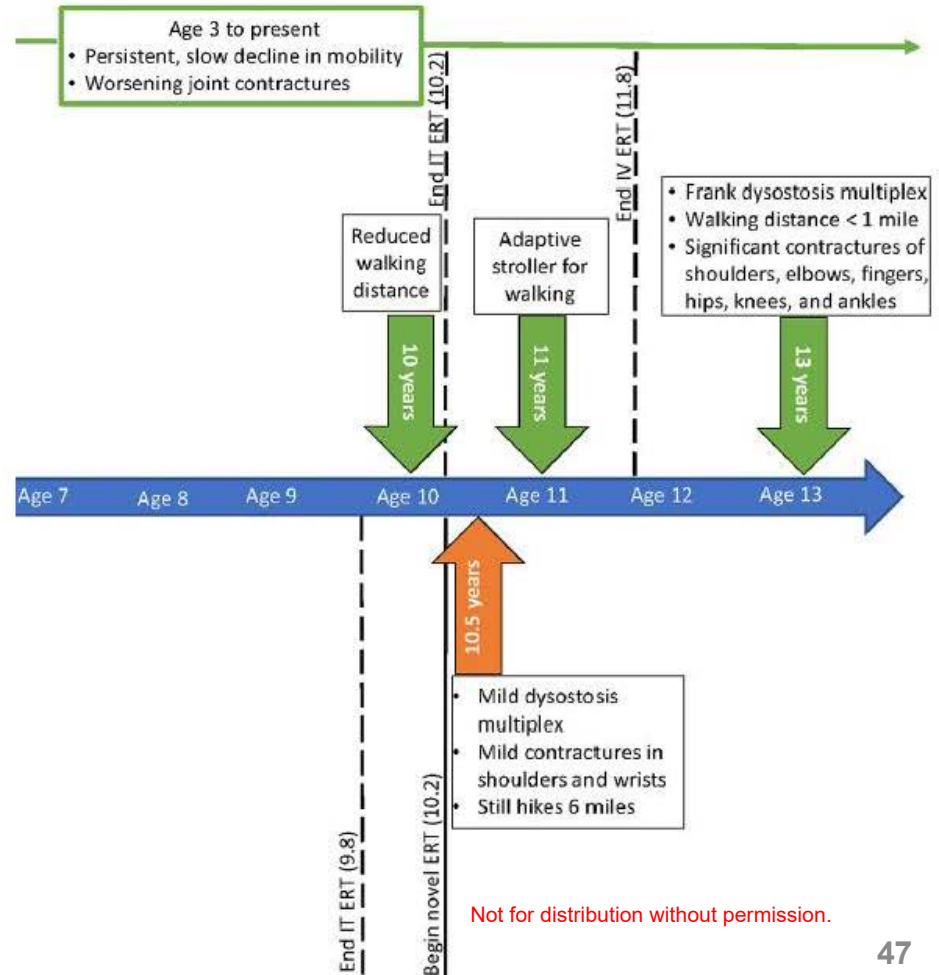 Age 3 to present
• Persistent, slow decline in mobility
• Worsening joint contractures
End IT ERT (10.2)
End IV ERT (11.8)
Reduced
walking
distance
Adaptive
stroller for
walking
• Frank dysostosis multiplex
• Walking distance < 1 mile
• Significant contractures of
shoulders, elbows, fingers,
hips, knees, and ankles
10 years
11 years
13 years
Age 7
Age 8
Age 9
Age 10
Age 11
Age 12
Age 13
10.5 years
• Mild dysostosis
multiplex
• Mild contractures in
shoulders and wrists
• Still hikes 6 miles
End IT ERT (9.8)
Begin novel ERT (10.2)
Not for distribution without permission.
47